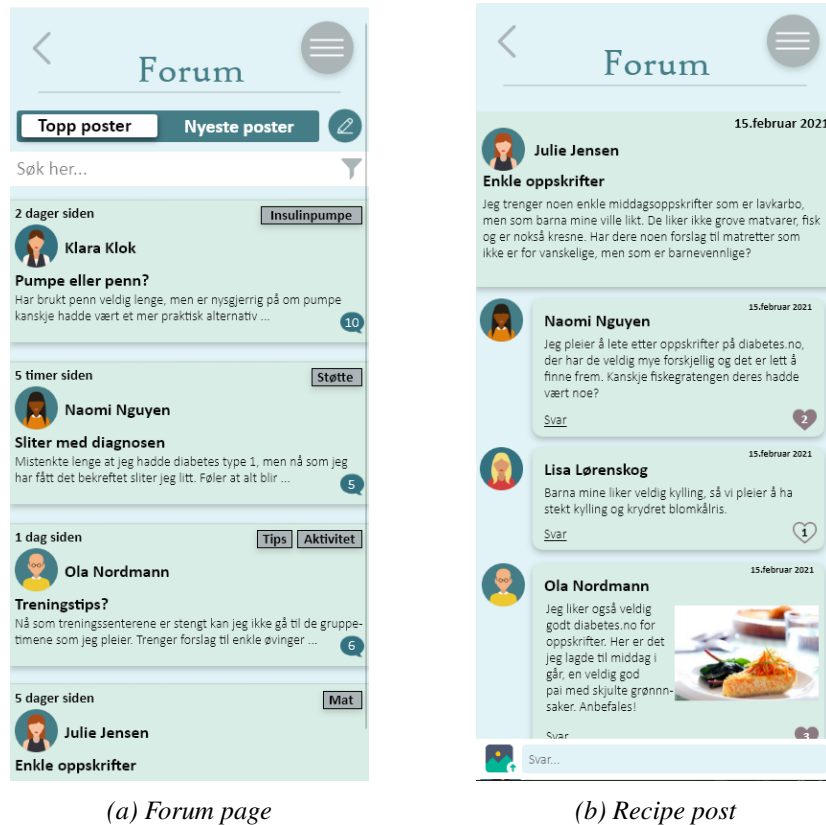 Forum
Topp poster
Nyeste poster
Søk her...
2 dager siden
Insulinpumpe
Klara Klok
Pumpe eller penn?
Har brukt penn veldig lenge, men er nysgjerrig på om pumpe
kanskje hadde vært et mer praktisk alternativ ...
10
5 timer siden
Støtte
Naomi Nguyen
Sliter med diagnosen
Mistenkte lenge at jeg hadde diabetes type 1, men nå som jeg
har fått det bekreftet sliter jeg litt. Føler at alt blir ...
5
1 dag siden
Tips
Aktivitet
Ola Nordmann
Treningstips?
Nå som treningssenterene er stengt kan jeg ikke gå til de gruppe-
timene som jeg pleier. Trenger forslag til enkle øvinger ...
6
5 dager siden
Mat
Julie Jensen
Enkle oppskrifter
(a) Forum page
Forum
15.februar 2021
Julie Jensen
Enkle oppskrifter
Jeg trenger noen enkle middagsoppskrifter som er lavkarbo,
men som barna mine ville likt. De liker ikke grove matvarer, fisk
og er nokså kresne. Har dere noen forslag til matretter som
ikke er for vanskelige, men som er barnevennlige?
15.februar 2021
Naomi Nguyen
Jeg pleier å lete etter oppskrifter på diabetes.no,
der har de veldig mye forskjellig og det er lett å
finne frem. Kanskje fiskegratengen deres hadde
vært noe?
Svar
2
15.februar 2021
Lisa Lørenskog
Barna mine liker veldig kylling, så vi pleier å ha
stekt kylling og krydret blomkålris.
Svar
1
15.februar 2021
Ola Nordmann
Jeg liker også veldig
godt diabetes.no for
oppskrifter. Her er det
jeg lagde til middag i
går, en veldig god
pai med skjulte grønnn-
saker. Anbefales!
Svar
3
Svar...
(b) Recipe post